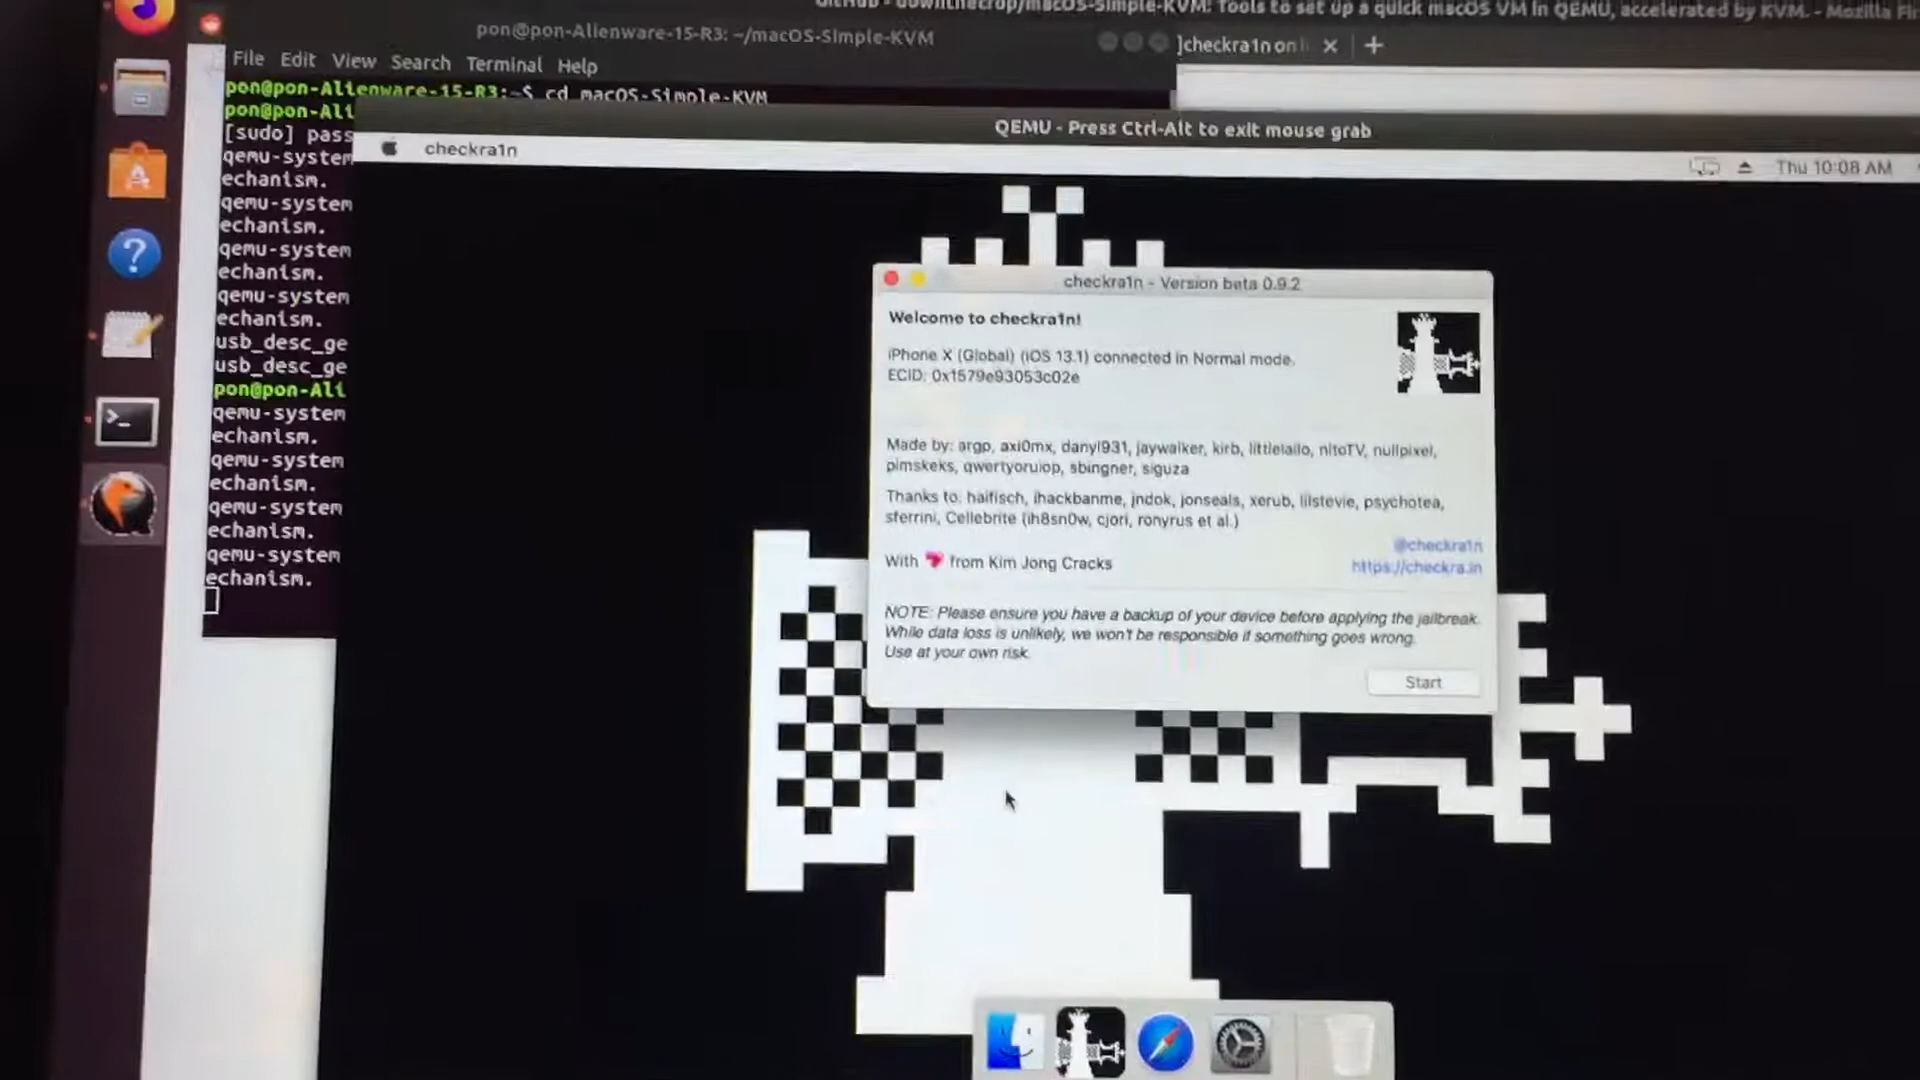 GitHub - downthecrop/macOS-Simple-KVM: Tools to set up a quick macOS VM in QEMU, accelerated by KVM. - Mozilla Fir
pon@pon-Alienware-15-R3: ~/macOS-Simple-KVM
]checkra1n on
File Edit View Search Terminal Help
pon@pon-Alienware-15-R3:~$ cd macOS-Simple-KVM
pon@pon-Ali
[sudo] pass
qemu-system
echanism.
qemu-system
echanism.
qemu-system
echanism.
qemu-system
echanism.
usb_desc_ge
usb_desc_ge
pon@pon-Ali
qemu-system
echanism.
qemu-system
echanism.
qemu-system
echanism.
qemu-system
echanism.
QEMU - Press Ctrl-Alt to exit mouse grab
checkra1n
Thu 10:08 AM
checkra1n - Version beta 0.9.2
Welcome to checkra1n!
iPhone X (Global) (iOS 13.1) connected in Normal mode.
ECID: 0x1579e93053c02e
Made by: argp, axi0mx, danyl931, jaywalker, kirb, littlelailo, nitoTV, nullpixel,
pimskeks, qwertyoruiop, sbingner, siguza
Thanks to: haifisch, ihackbanme, jndok, jonseals, xerub, lilstevie, psychotea,
sferrini, Cellebrite (ih8sn0w, cjori, ronyrus et al.)
@checkra1n
With 💝 from Kim Jong Cracks
https://checkra.in
NOTE: Please ensure you have a backup of your device before applying the jailbreak.
While data loss is unlikely, we won't be responsible if something goes wrong.
Use at your own risk.
Start